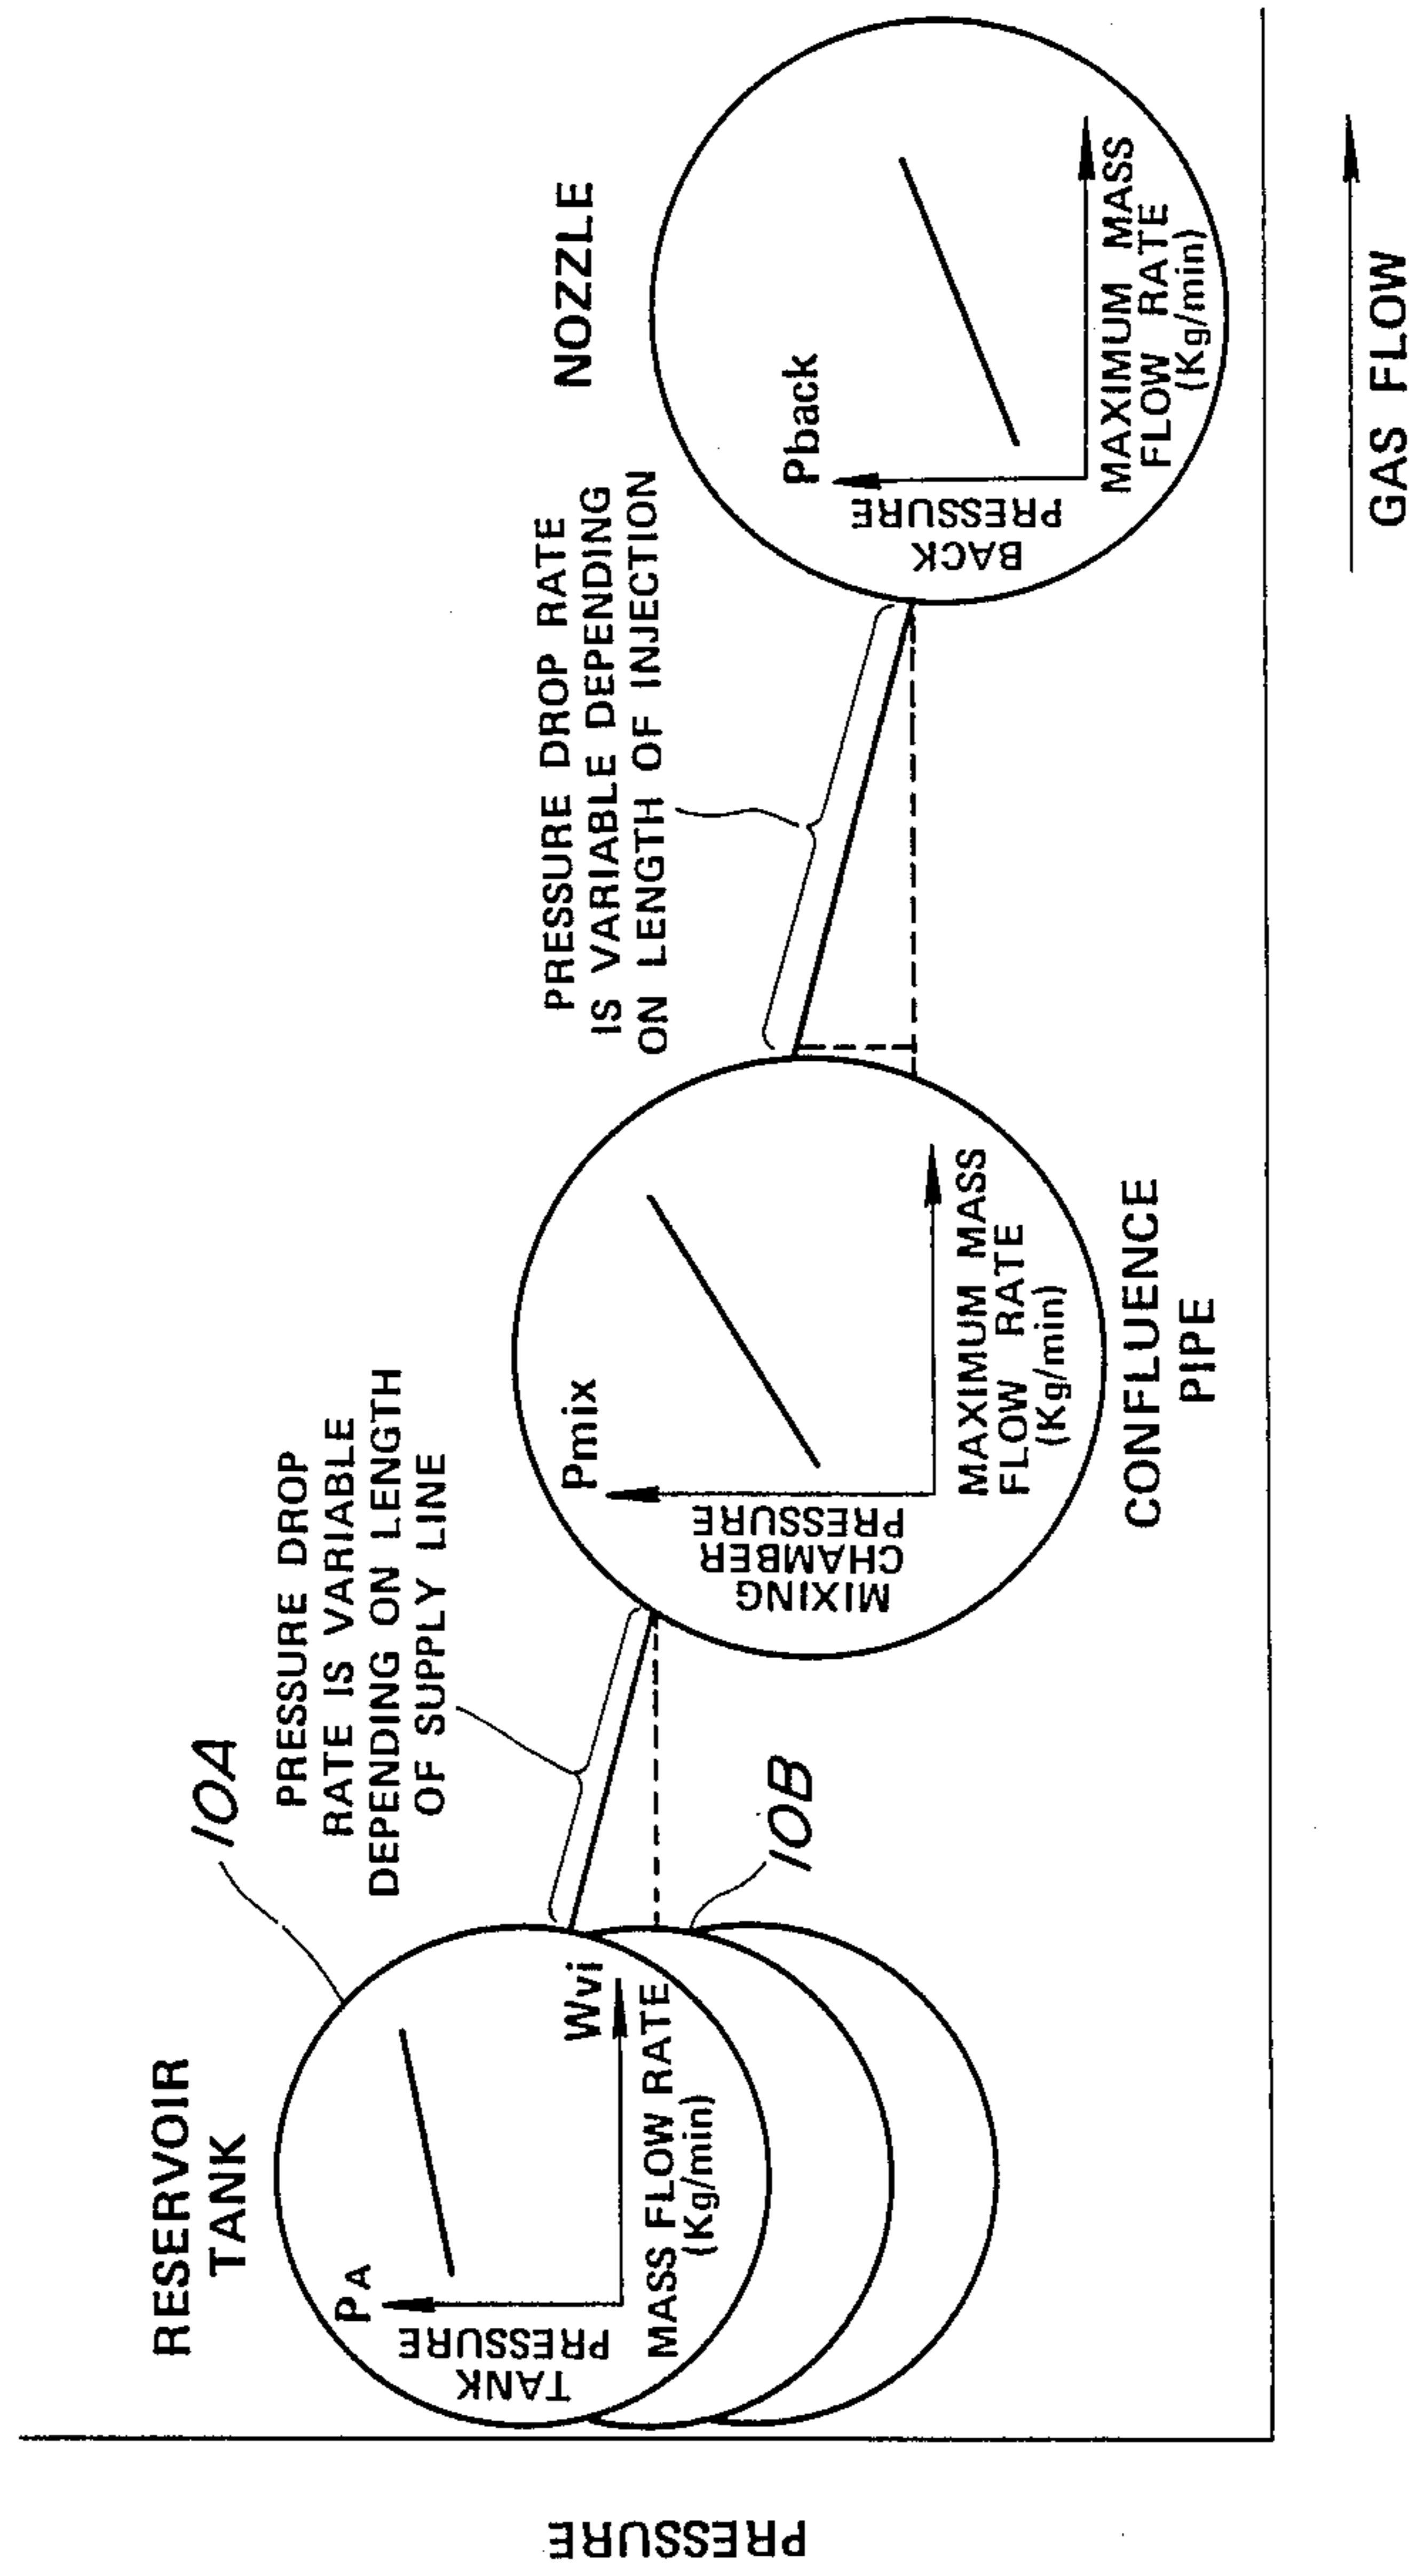 PRESSURE
RESERVOIR
TANK
10A
PA
TANK
PRESSURE
Wvi
MASS FLOW RATE
(Kg/min)
10B
PRESSURE DROP
RATE IS VARIABLE
DEPENDING ON LENGTH
OF SUPPLY LINE
Pmix
MIXING
CHAMBER
PRESSURE
MAXIMUM MASS
FLOW RATE
(Kg/min)
CONFLUENCE
PIPE
PRESSURE DROP RATE
IS VARIABLE DEPENDING
ON LENGTH OF INJECTION
NOZZLE
Pback
BACK
PRESSURE
MAXIMUM MASS
FLOW RATE
(Kg/min)
GAS FLOW